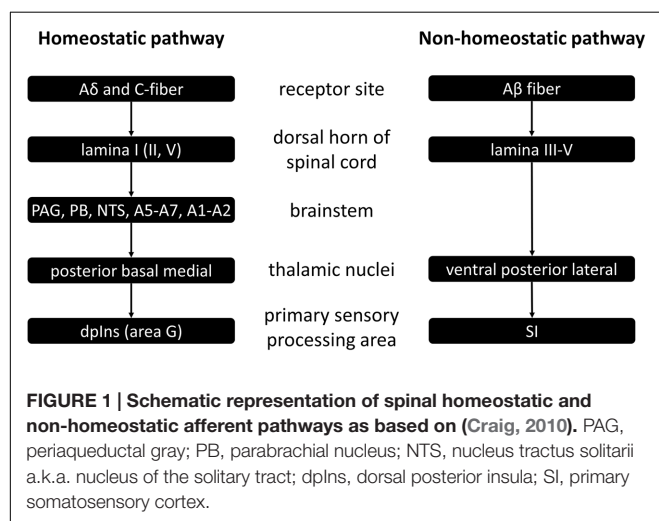 Homeostatic pathway
Non-homeostatic pathway
Aδ and C-fiber
receptor site
Aβ fiber
lamina I (II, V)
dorsal horn of
spinal cord
lamina III-V
PAG, PB, NTS, A5-A7, A1-A2
brainstem
posterior basal medial
thalamic nuclei
ventral posterior lateral
dpIns (area G)
primary sensory
processing area
SI
FIGURE 1 | Schematic representation of spinal homeostatic and
non-homeostatic afferent pathways as based on (Craig, 2010). PAG,
periaqueductal gray; PB, parabrachial nucleus; NTS, nucleus tractus solitarii
a.k.a. nucleus of the solitary tract; dpIns, dorsal posterior insula; SI, primary
somatosensory cortex.